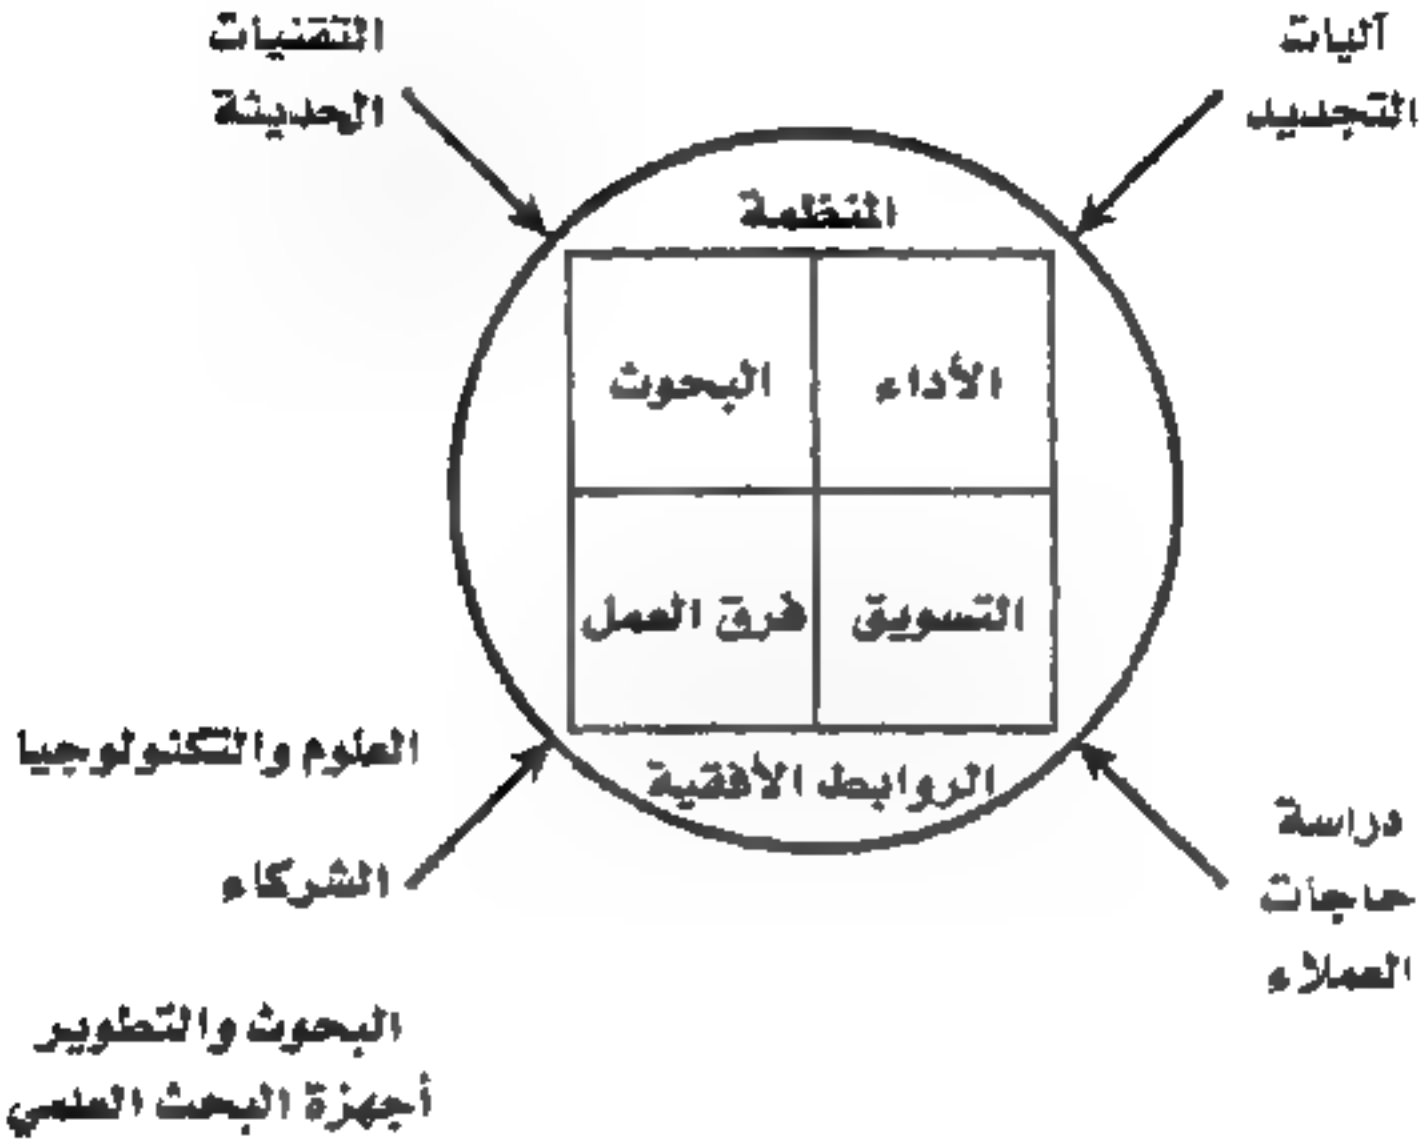 آليات
التجديد
التقنيات
الحديثة
المنظمة
الأداء
البحوث
التسويق
فرق العمل
الروابط الأفقية
دراسة
حاجات
العملاء
العلوم والتكنولوجيا
الشركاء
البحوث والتطوير
أجهزة البحث العلمي